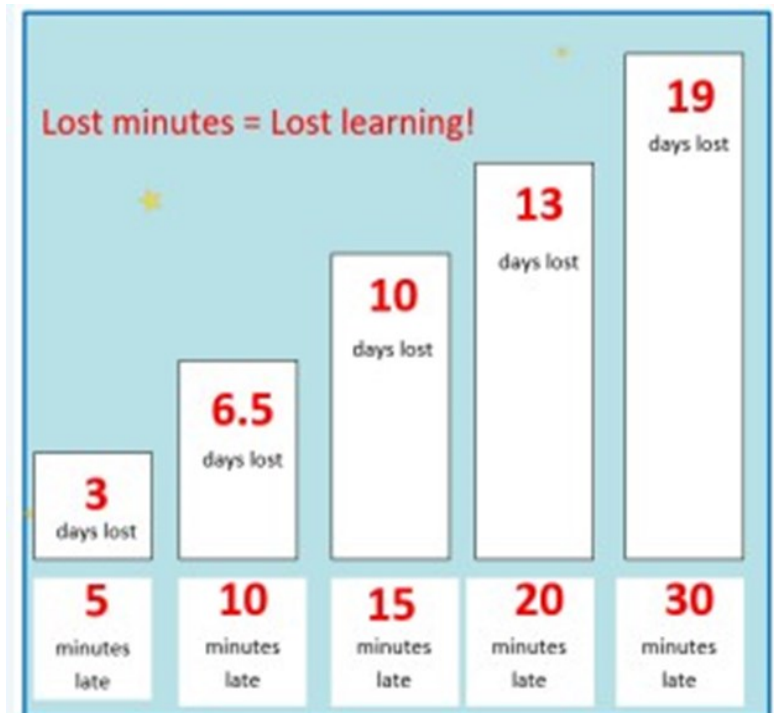 Lost minutes = Lost learning!
3
days lost
6.5
days lost
10
days lost
13
days lost
19
days lost
5
minutes
late
10
minutes
late
15
minutes
late
20
minutes
late
30
minutes
late